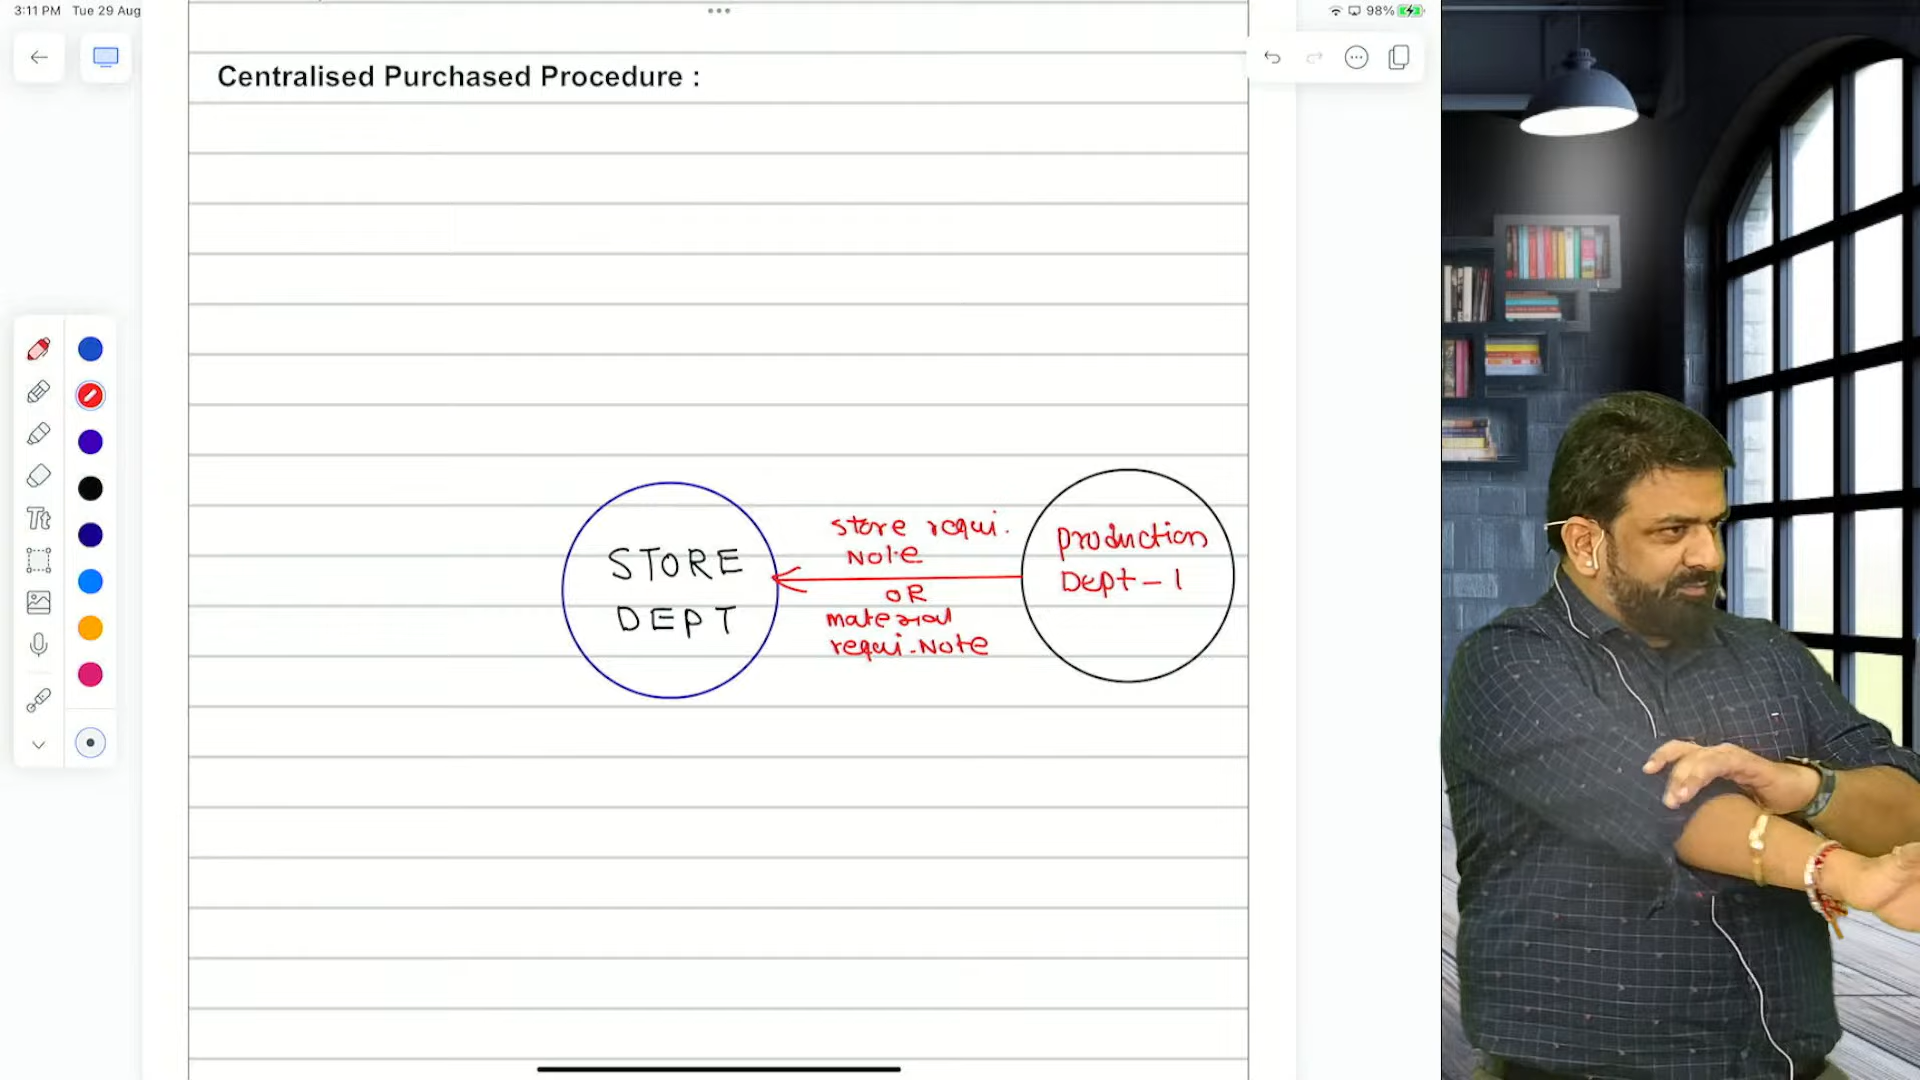 3:11 PM Tue 29 Aug
98%
Centralised Purchased Procedure :
STORE
DEPT
store requi.
Note
OR
material
requi. Note
production
Dept - 1
Tt